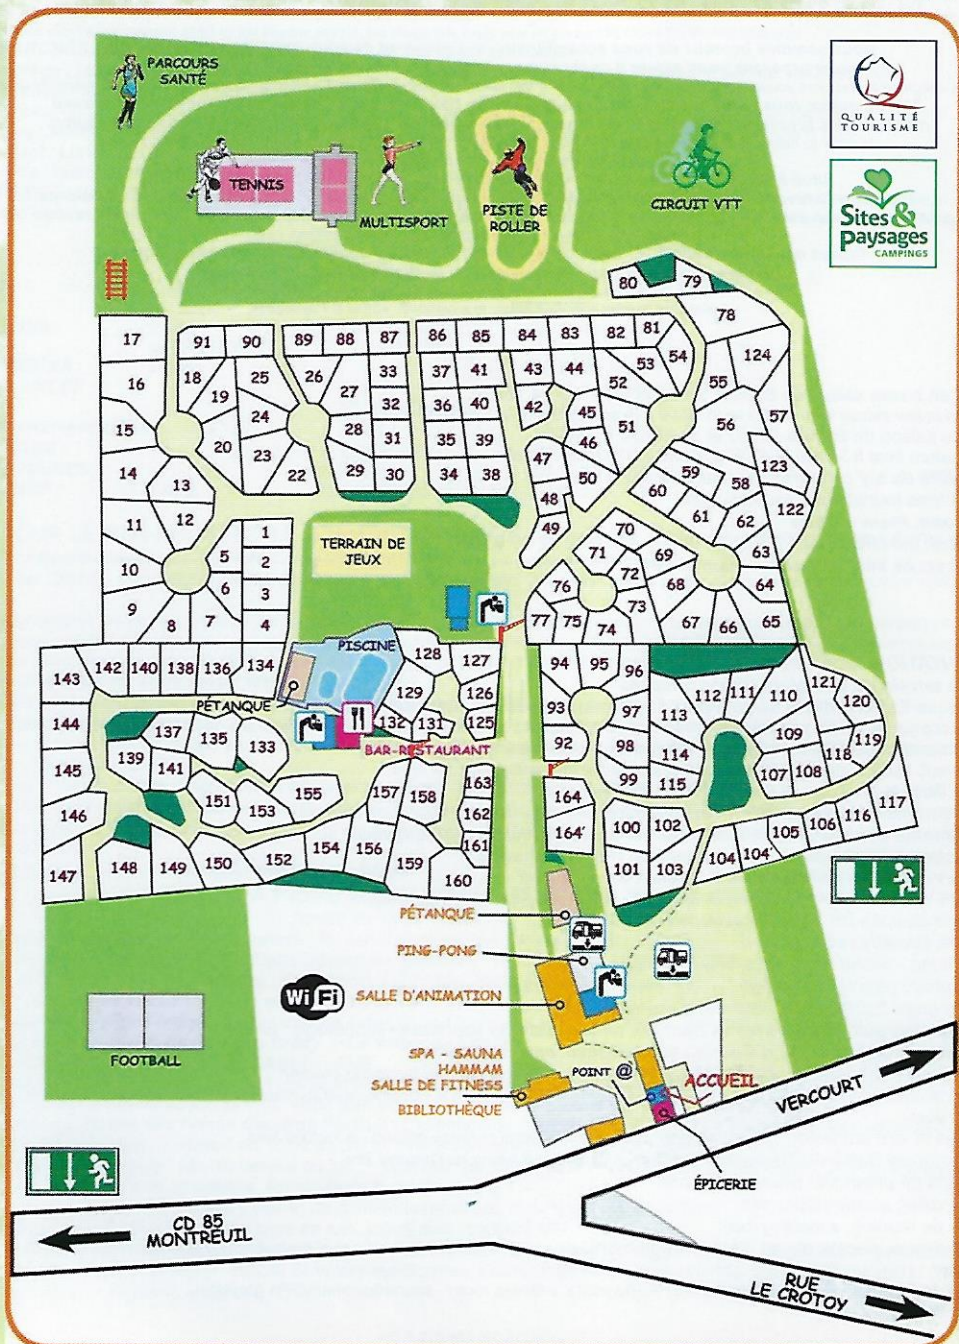 PARCOURS
SANTÉ
QUALITÉ
TOURISME
TENNIS
MULTISPORT
PISTE DE
ROLLER
CIRCUIT VTT
Sites &
Paysages
CAMPINGS
80 79
78
17 91 90 89 88 87 86 85 84 83 82 81
124
16 18 19 25 26 27 33 37 41 43 44 52 53 54 55
32 36 40 42 45 51 56 57
15 20 24 28 31 35 39 46
14 13 23 22 29 30 34 38 47 50 59 58 123
48 60 61 62 122
11 12 1 49 70
TERRAIN DE
JEUX
10 5 2 71 69 63
6 3 76 72 68 64
9 8 7 4 77 75 74 73 67 66 65
143 142 140 138 136 134 PISCINE 128 127 94 95 96
PÉTANQUE
129 126 93 97 113 112 111 110 121 120
144 137 135 133 132 131 125 92 98 114 109 118 119
BAR-RESTAURANT
145 139 141 99 115 107 108
146 151 153 155 157 158 163 164 117
162 164' 100 102 105 106 116
147 148 149 150 152 154 156 159 161 101 103 104 104'
160
PÉTANQUE
PING-PONG
WiFi
SALLE D'ANIMATION
FOOTBALL
SPA - SAUNA
HAMMAM
SALLE DE FITNESS
BIBLIOTHÈQUE
POINT @
ACCUEIL
VERCOURT
ÉPICERIE
CD 85
MONTREUIL
RUE
LE CROTOY